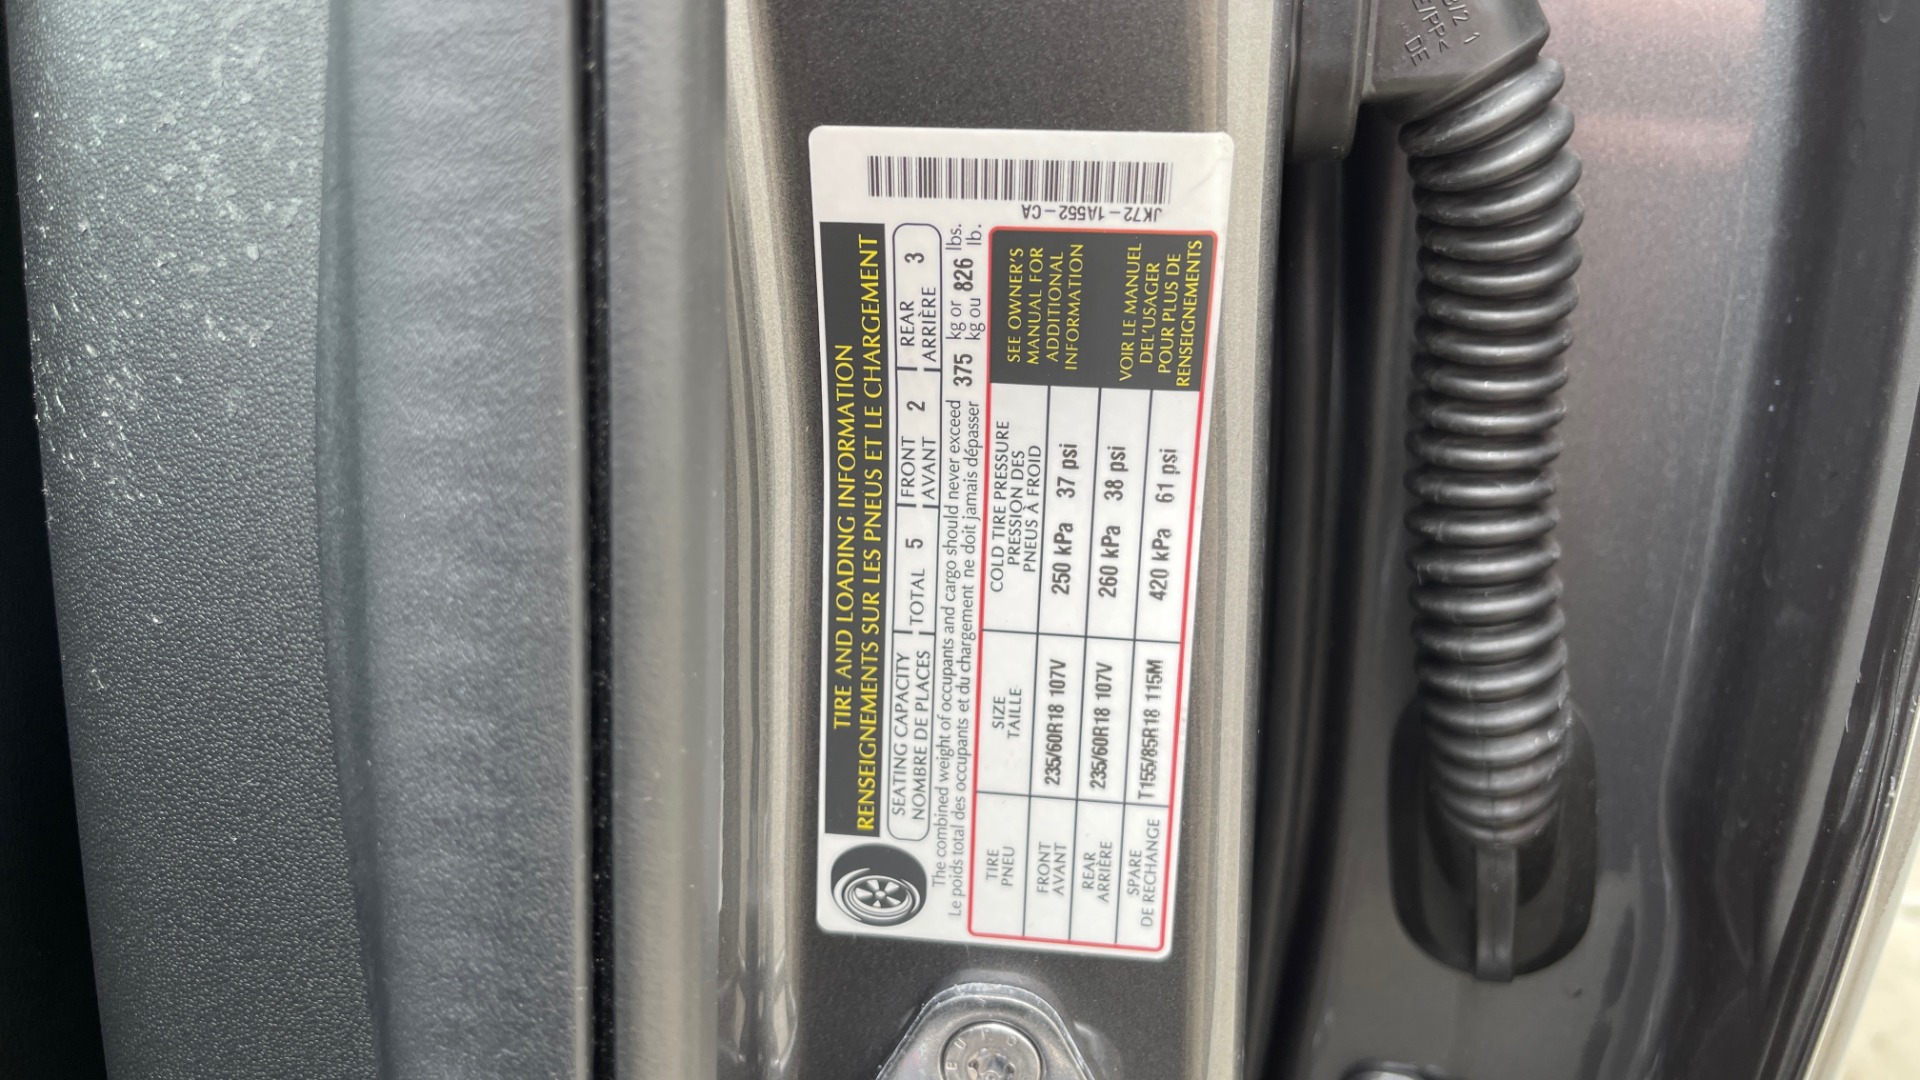 JK72-1A552-CA
TIRE AND LOADING INFORMATION
RENSEIGNEMENTS SUR LES PNEUS ET LE CHARGEMENT
SEATING CAPACITY | TOTAL 5 | FRONT 2 | REAR 3
NOMBRE DE PLACES | AVANT | ARRIÈRE
The combined weight of occupants and cargo should never exceed 375 kg or 826 lbs.
Le poids total des occupants et du chargement ne doit jamais dépasser kg ou lb.
TIRE
PNEU
SIZE
TAILLE
COLD TIRE PRESSURE
PRESSION DES
PNEUS À FROID
SEE OWNER'S
MANUAL FOR
ADDITIONAL
INFORMATION
VOIR LE MANUEL
DEL'USAGER
POUR PLUS DE
RENSEIGNEMENTS
FRONT
AVANT
235/60R18 107V
250 kPa 37 psi
REAR
ARRIÈRE
235/60R18 107V
260 kPa 38 psi
SPARE
DE RECHANGE
T155/85R18 115M
420 kPa 61 psi
DE